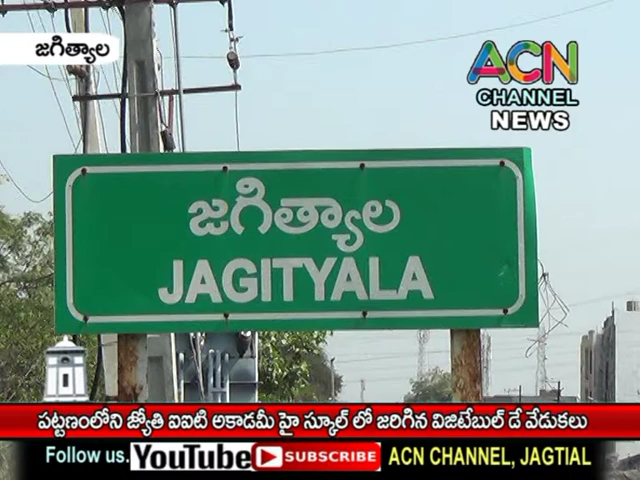 జగిత్యాల
ACN
CHANNEL
NEWS
జగిత్యాల
JAGITYALA
పట్టణంలోని జ్యోతి ఐఐటి అకాడమీ హై స్కూల్ లో జరిగిన విజిటేబుల్ డే వేడుకలు
Follow us. YouTube SUBSCRIBE ACN CHANNEL, JAGTIAL